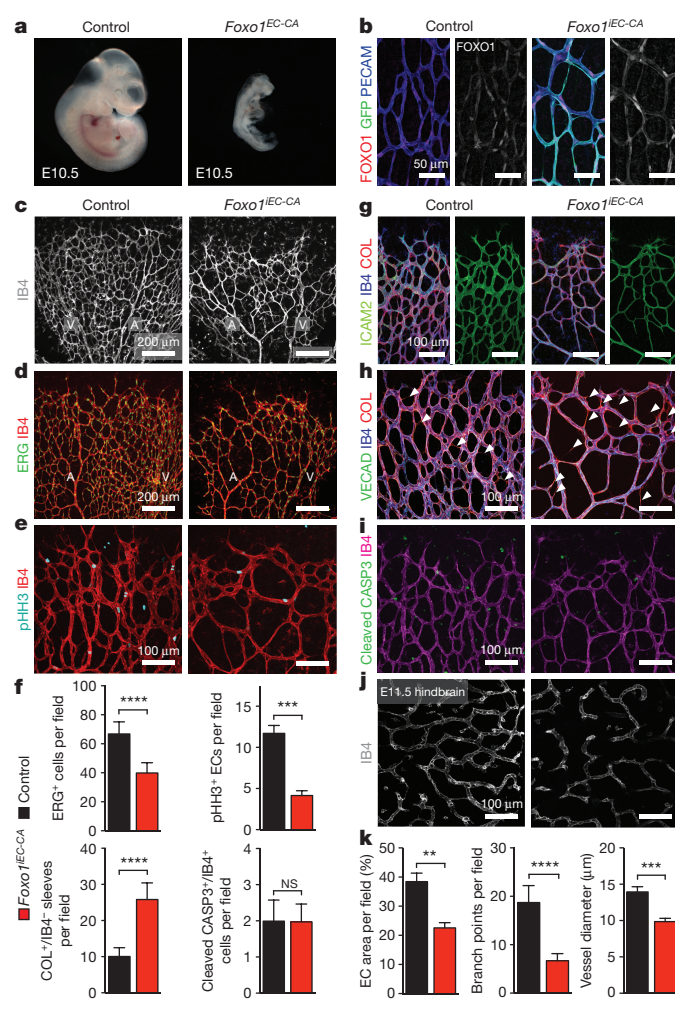 a
Control
Foxo1EC-CA
E10.5
E10.5
b
Control
Foxo1iEC-CA
FOXO1 GFP PECAM
FOXO1
50 μm
c
Control
Foxo1iEC-CA
IB4
V
A
200 μm
A
V
d
ERG IB4
A
V
200 μm
A
V
e
pHH3 IB4
100 μm
f
Control
Foxo1iEC-CA
ERG+ cells per field
100
80
60
40
20
0
****
pHH3+ ECs per field
15
10
5
0
***
COL+/IB4− sleeves
per field
40
30
20
10
0
****
Cleaved CASP3+/IB4+
cells per field
4
3
2
1
0
NS
g
Control
Foxo1iEC-CA
ICAM2 IB4 COL
100 μm
h
VECAD IB4 COL
100 μm
i
Cleaved CASP3 IB4
100 μm
j
E11.5 hindbrain
IB4
100 μm
k
EC area per field (%)
50
40
30
20
10
0
**
Branch points per field
30
20
10
0
****
Vessel diameter (μm)
20
15
10
5
0
***